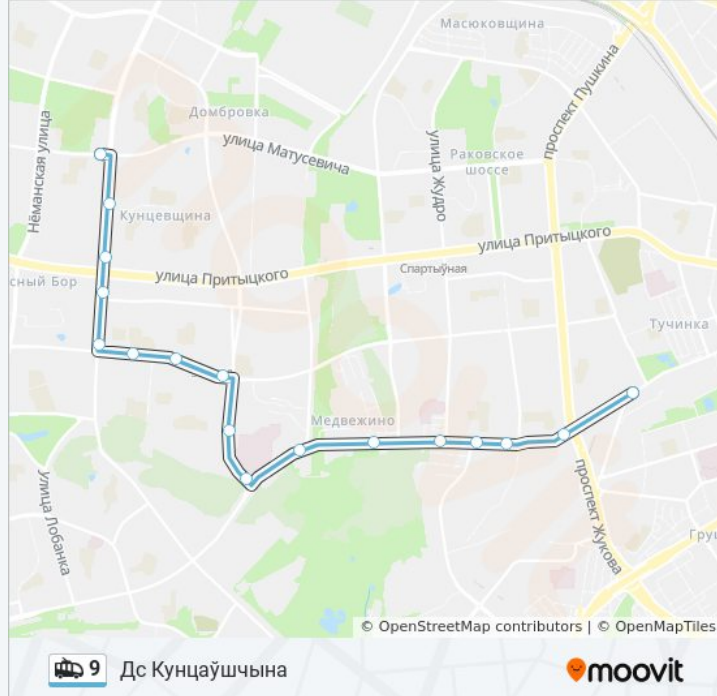 Масюковщина
Домбровка
проспект Пушкина
улица Матусевича
улица Жудро
Раковское
шоссе
Нёманская улица
Кунцевщина
улица Притыцкого
улица Притыцкого
Спартыўная
сный Бор
Тучинка
Медвежино
улица Лобанка
проспект Жукова
Гру
© OpenStreetMap contributors | © OpenMapTiles
9 Дс Кунцаўшчына
moovit